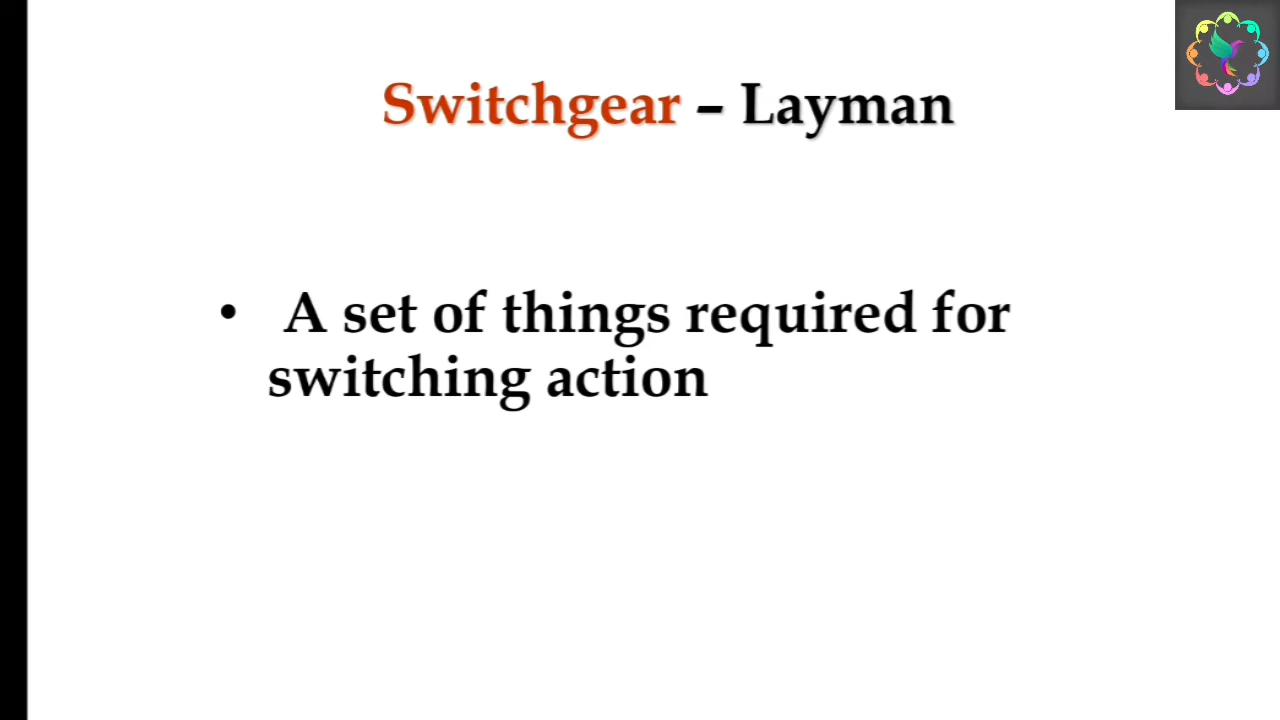 Switchgear – Layman
• A set of things required for
switching action